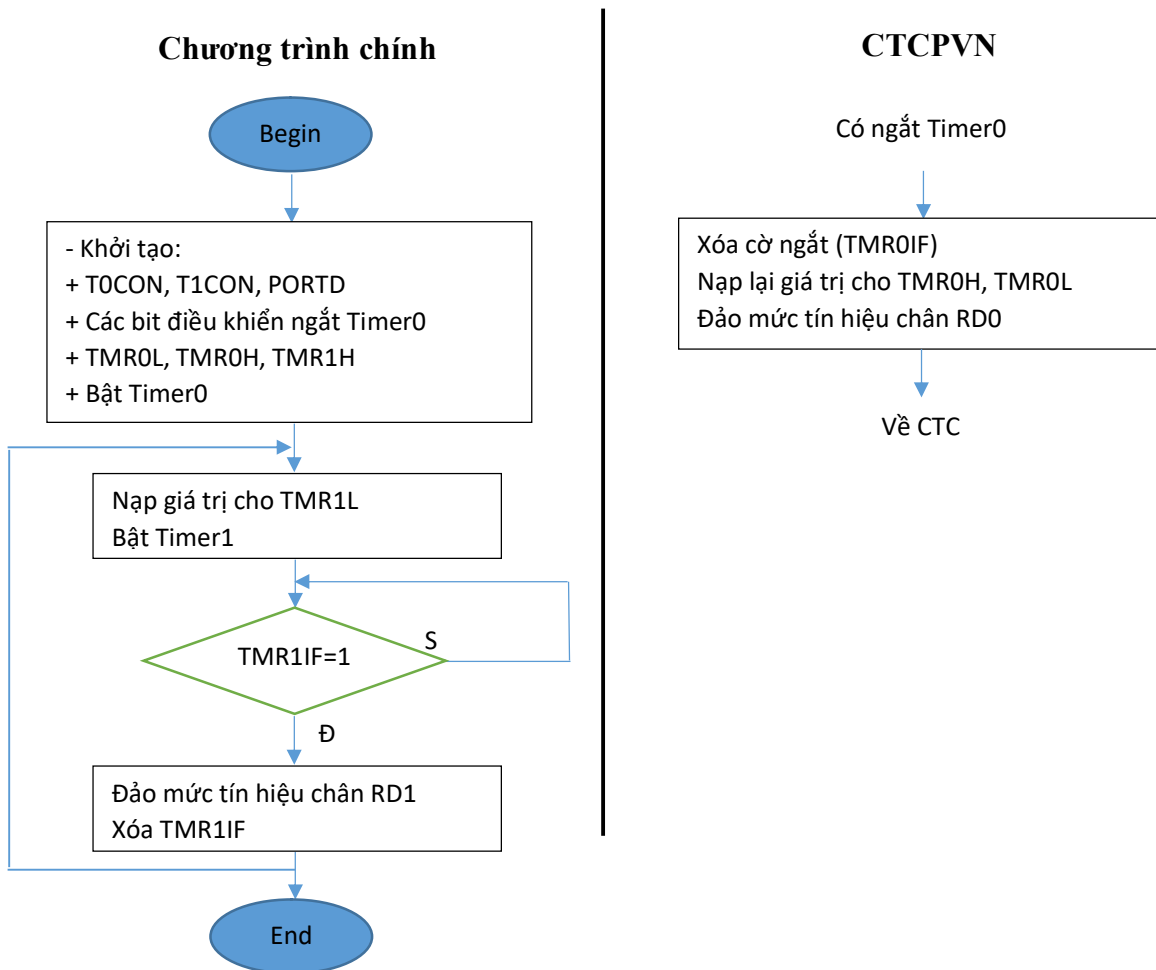 Chương trình chính
Begin
- Khởi tạo:
+ T0CON, T1CON, PORTD
+ Các bit điều khiển ngắt Timer0
+ TMR0L, TMR0H, TMR1H
+ Bật Timer0
Nạp giá trị cho TMR1L
Bật Timer1
TMR1IF=1
S
Đ
Đảo mức tín hiệu chân RD1
Xóa TMR1IF
End
CTCPVN
Có ngắt Timer0
Xóa cờ ngắt (TMR0IF)
Nạp lại giá trị cho TMR0H, TMR0L
Đảo mức tín hiệu chân RD0
Về CTC